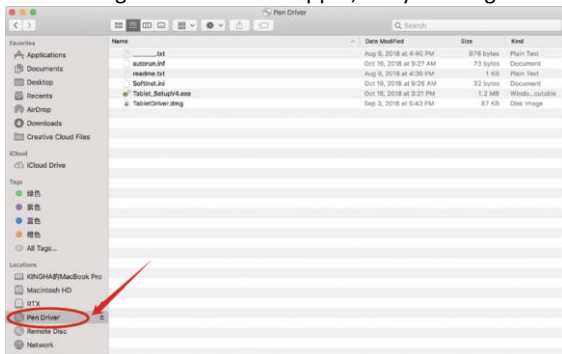 Pen Driver
Search
Favorites
Applications
Documents
Desktop
Recents
AirDrop
Downloads
Creative Cloud Files
iCloud
iCloud Drive
Tags
绿色
紫色
蓝色
橙色
All Tags...
Locations
KINGHA的MacBook Pro
Macintosh HD
RTX
Pen Driver
Remote Disc
Network
Name Date Modified Size Kind
.txt Aug 9, 2018 at 4:40 PM 976 bytes Plain Text
autorun.inf Oct 19, 2018 at 9:27 AM 73 bytes Document
readme.txt Aug 9, 2018 at 4:39 PM 1 KB Plain Text
SoftInst.ini Oct 19, 2018 at 9:26 AM 32 bytes Document
Tablet_SetupV4.exe Oct 15, 2018 at 3:21 PM 1.2 MB Windo...cutable
TabletDriver.dmg Sep 3, 2018 at 5:43 PM 87 KB Disk Image